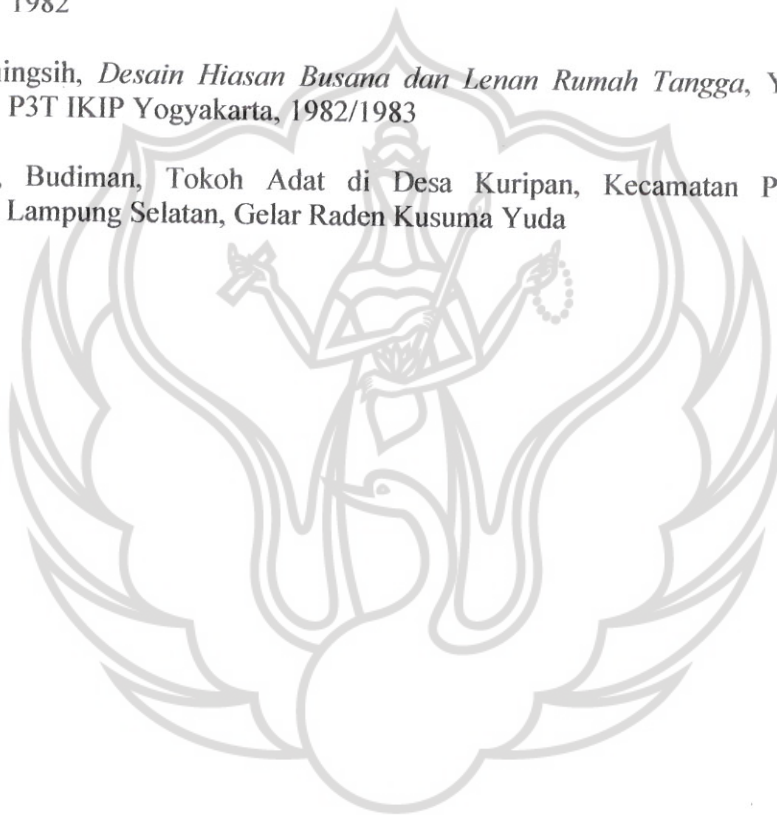 1982
ingsih, Desain Hiasan Busana dan Lenan Rumah Tangga, Y
P3T IKIP Yogyakarta, 1982/1983
, Budiman, Tokoh Adat di Desa Kuripan, Kecamatan P
Lampung Selatan, Gelar Raden Kusuma Yuda